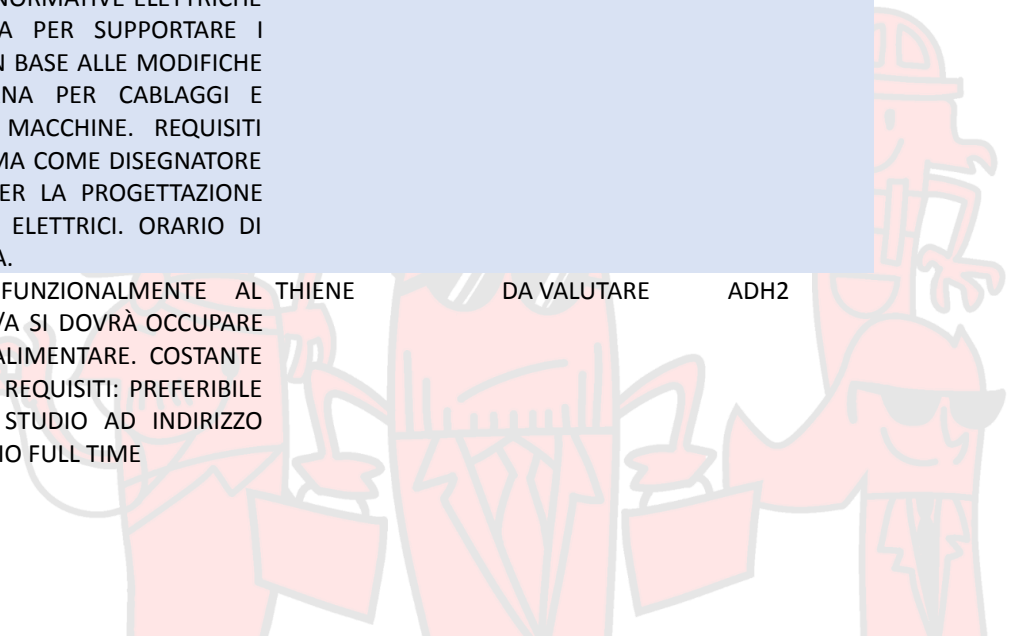 NORMATIVE ELETTRICHE
A PER SUPPORTARE I
N BASE ALLE MODIFICHE
NA PER CABLAGGI E
MACCHINE. REQUISITI
MA COME DISEGNATORE
ER LA PROGETTAZIONE
ELETTRICI. ORARIO DI
A.
FUNZIONALMENTE AL THIENE DA VALUTARE ADH2
/A SI DOVRÀ OCCUPARE
ALIMENTARE. COSTANTE
REQUISITI: PREFERIBILE
STUDIO AD INDIRIZZO
IO FULL TIME